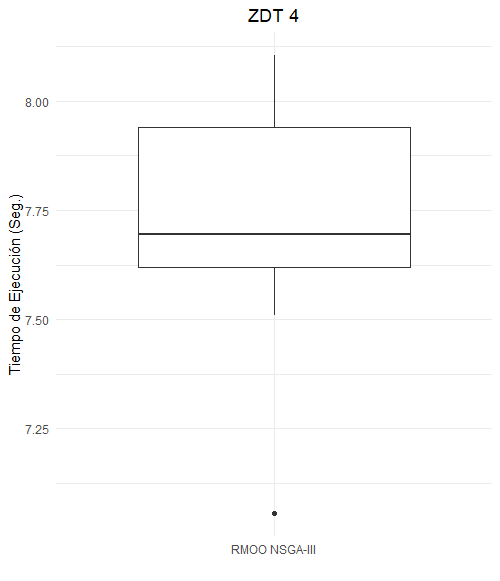 ZDT 4
Tiempo de Ejecución (Seg.)
8.00
7.75
7.50
7.25
RMOO NSGA-III